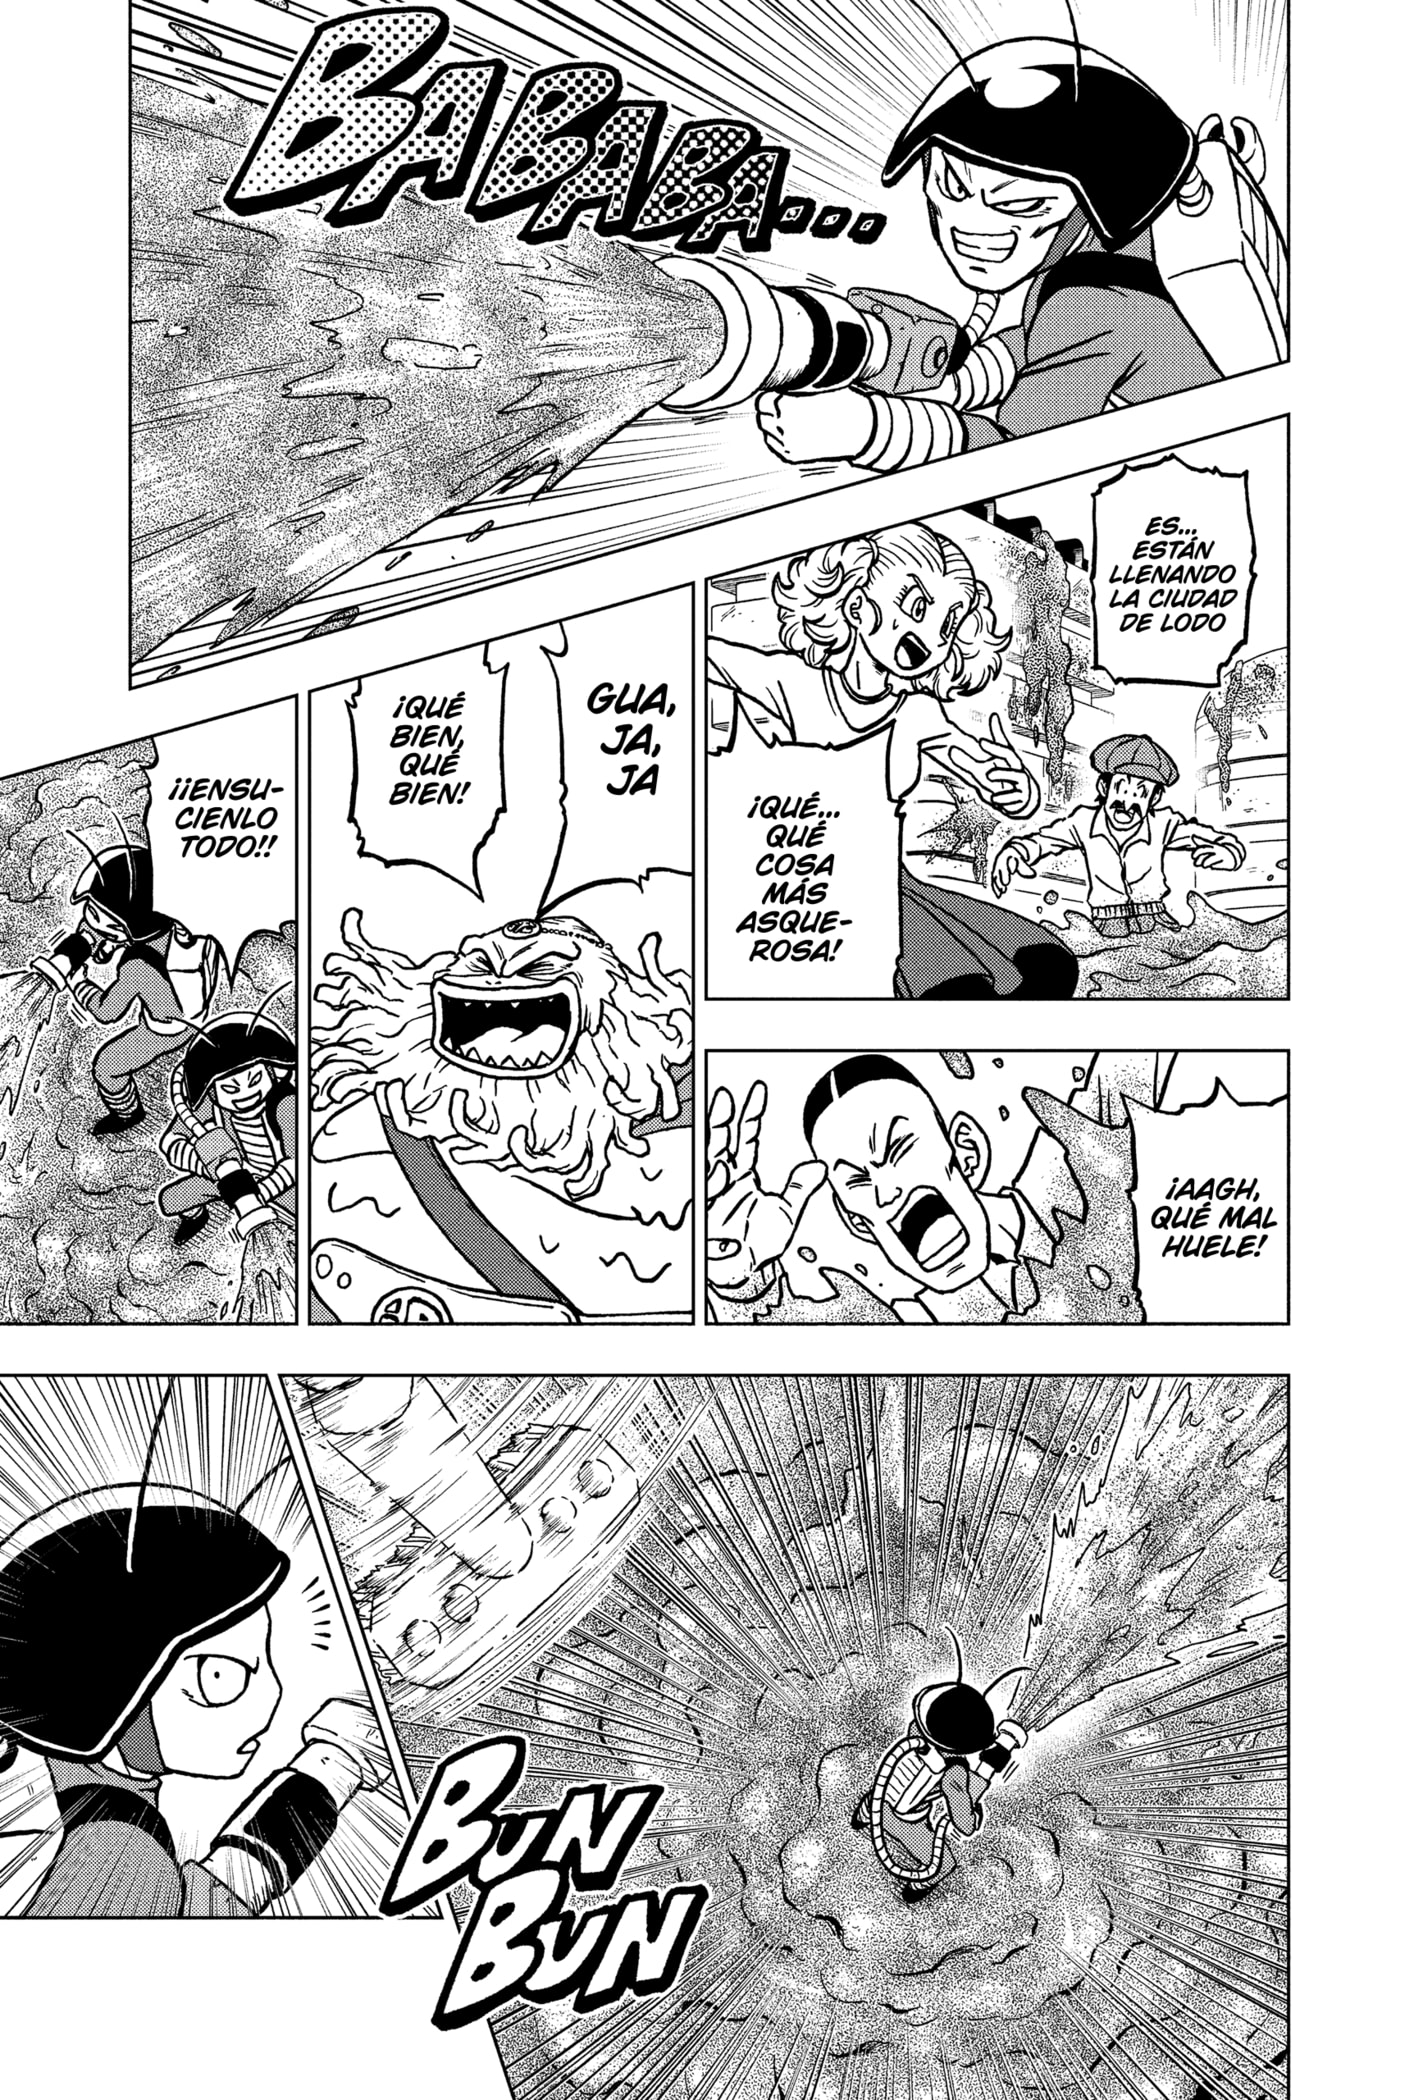 BABABABA...
ES...
ESTÁN
LLENANDO
LA CIUDAD
DE LODO
¡QUÉ...
QUÉ
COSA
MÁS
ASQUE-
ROSA!
¡AAGH,
QUÉ MAL
HUELE!
GUA,
JA,
JA
¡QUÉ
BIEN,
QUÉ
BIEN!
¡¡ENSU-
CIENLO
TODO!!
BUN
BUN